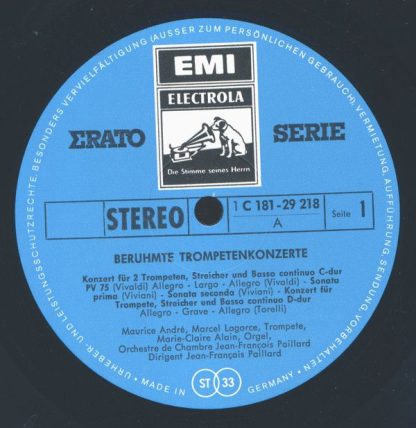 URHEBER- UND LEISTUNGSSCHUTZRECHTE, BESONDERS VERVIELFÄLTIGUNG (AUSSER ZUM PERSÖNLICHEN GEBRAUCH), VERMIETUNG, AUFFÜHRUNG, SENDUNG, VORBEHALTEN
EMI
ELECTROLA
Die Stimme seines Herrn
ERATO SERIE
STEREO
1 C 181-29 218
A
Seite 1
BERÜHMTE TROMPETENKONZERTE
Konzert für 2 Trompeten, Streicher und Basso continuo C-dur
PV 75 (Vivaldi) Allegro - Largo - Allegro (Vivaldi) - Sonata
prima (Viviani) - Sonata seconda (Viviani) - Konzert für
Trompete, Streicher und Basso continuo D-dur
Allegro - Grave - Allegro (Torelli)
Maurice André, Marcel Lagorce, Trompete,
Marie-Claire Alain, Orgel,
Orchestre de Chambre Jean-François Paillard
Dirigent Jean-François Paillard
MADE IN ST 33 GERMANY